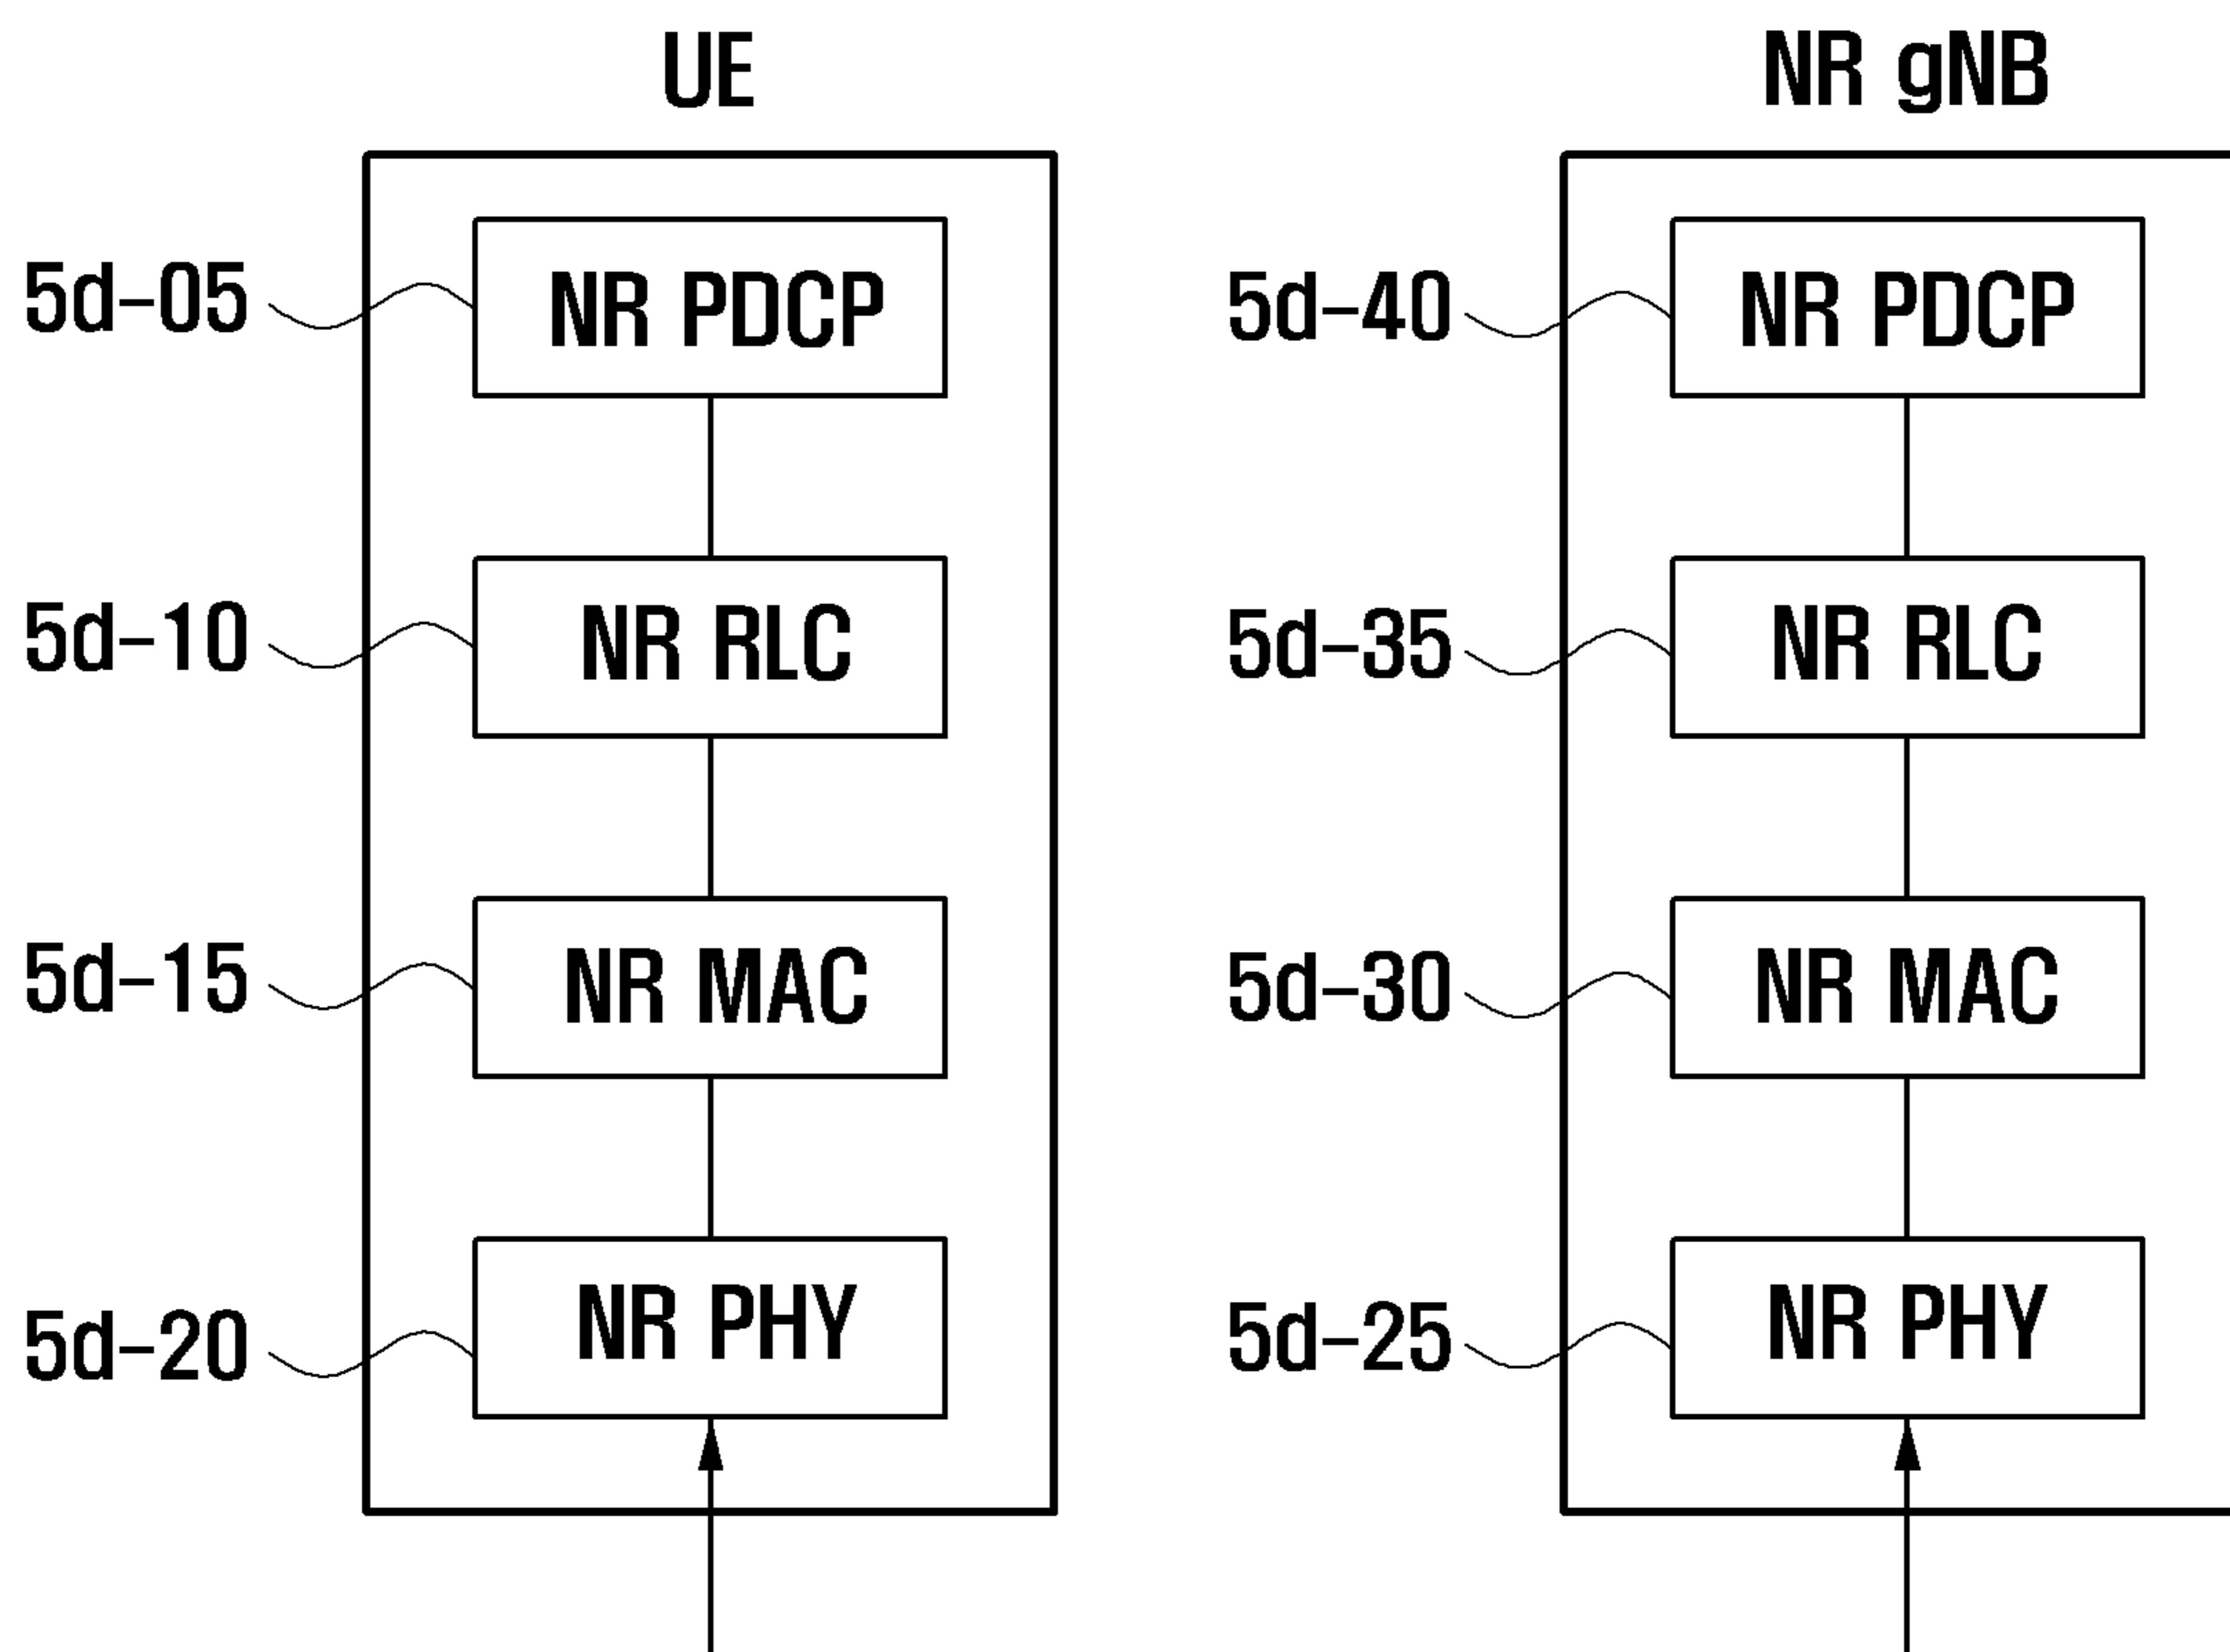 UE
NR gNB
5d-05
NR PDCP
5d-40
NR PDCP
5d-10
NR RLC
5d-35
NR RLC
5d-15
NR MAC
5d-30
NR MAC
5d-20
NR PHY
5d-25
NR PHY